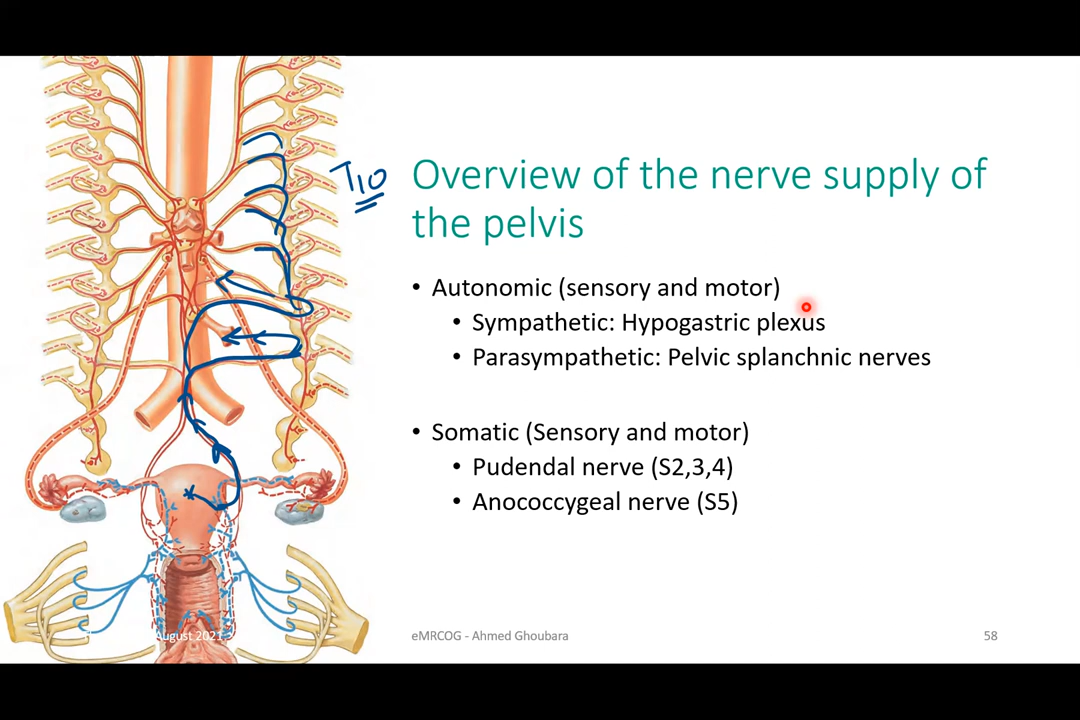 T10
Overview of the nerve supply of
the pelvis
• Autonomic (sensory and motor)
• Sympathetic: Hypogastric plexus
• Parasympathetic: Pelvic splanchnic nerves
• Somatic (Sensory and motor)
• Pudendal nerve (S2,3,4)
• Anococcygeal nerve (S5)
August 2021
eMRCOG - Ahmed Ghoubara
58